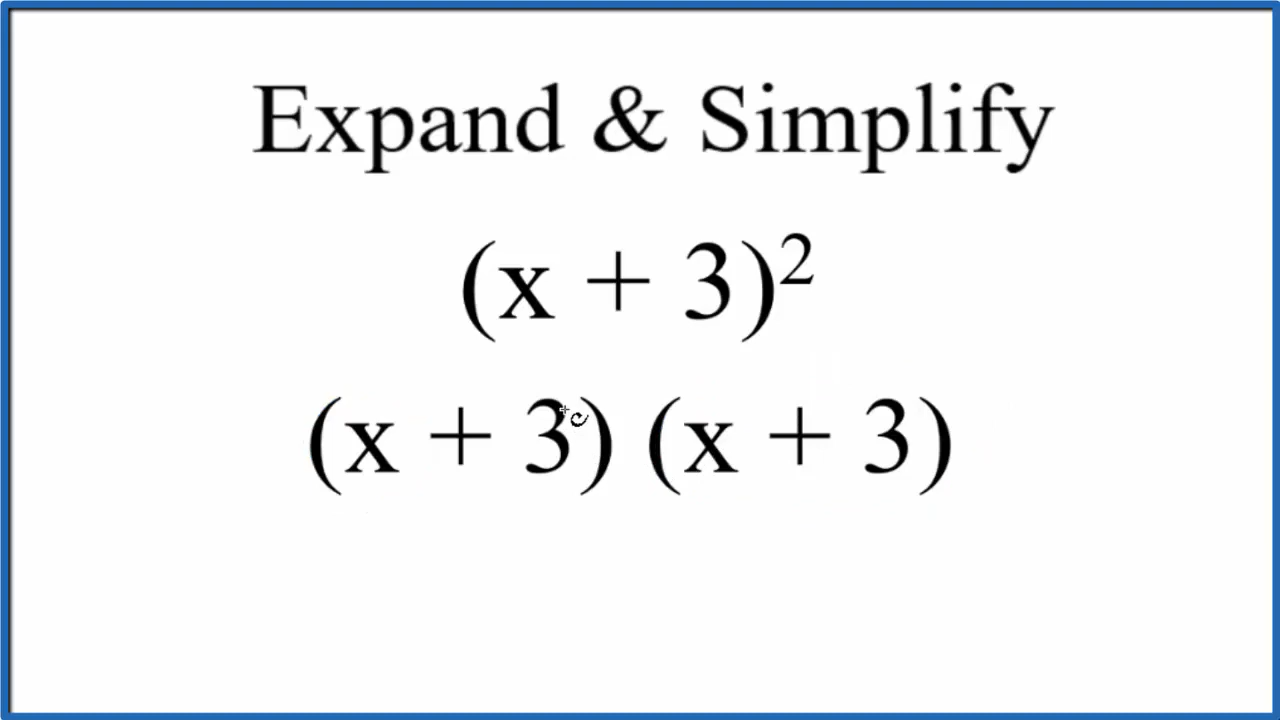 Expand & Simplify
(x + 3)²
(x + 3) (x + 3)